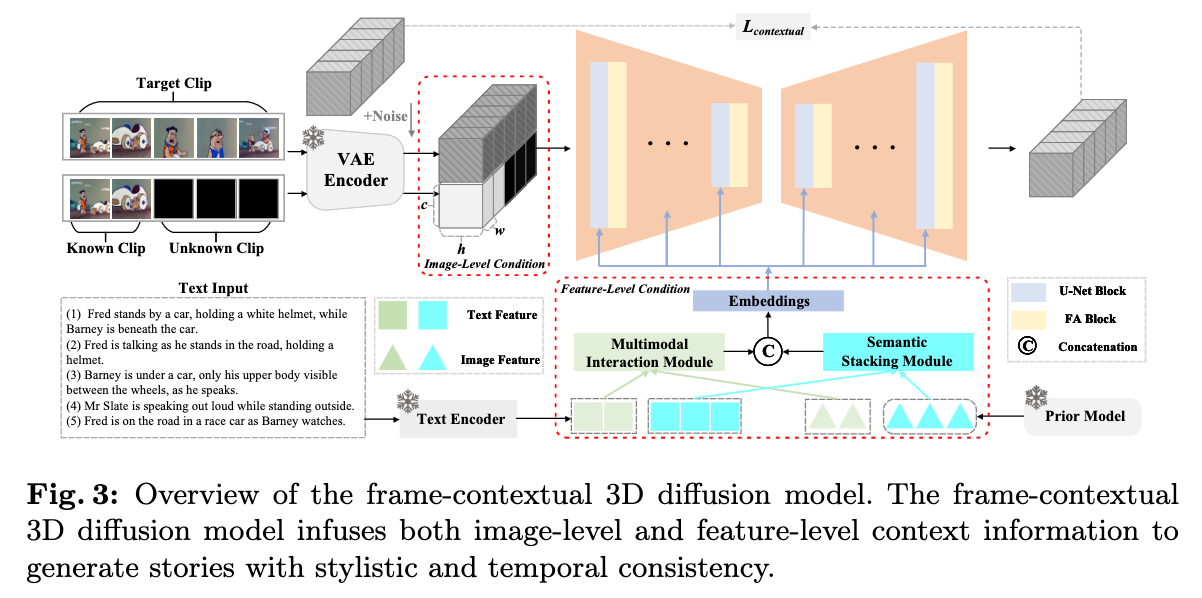 L contextual
Target Clip
+Noise
VAE
Encoder
c
w
h
Known Clip
Unknown Clip
Image-Level Condition
Text Input
(1) Fred stands by a car, holding a white helmet, while
Barney is beneath the car.
(2) Fred is talking as he stands in the road, holding a
helmet.
(3) Barney is under a car, only his upper body visible
between the wheels, as he speaks.
(4) Mr Slate is speaking out loud while standing outside.
(5) Fred is on the road in a race car as Barney watches.
Text Feature
Image Feature
Text Encoder
Feature-Level Condition
Embeddings
Multimodal
Interaction Module
C
Semantic
Stacking Module
Prior Model
U-Net Block
FA Block
C
Concatenation
Fig. 3: Overview of the frame-contextual 3D diffusion model. The frame-contextual
3D diffusion model infuses both image-level and feature-level context information to
generate stories with stylistic and temporal consistency.